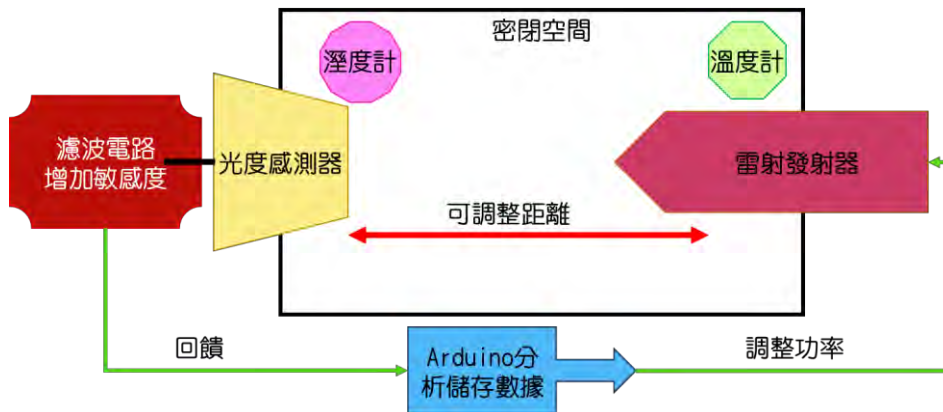 密閉空間
溼度計
溫度計
濾波電路
增加敏感度
光度感測器
雷射發射器
可調整距離
回饋
Arduino分
析儲存數據
調整功率